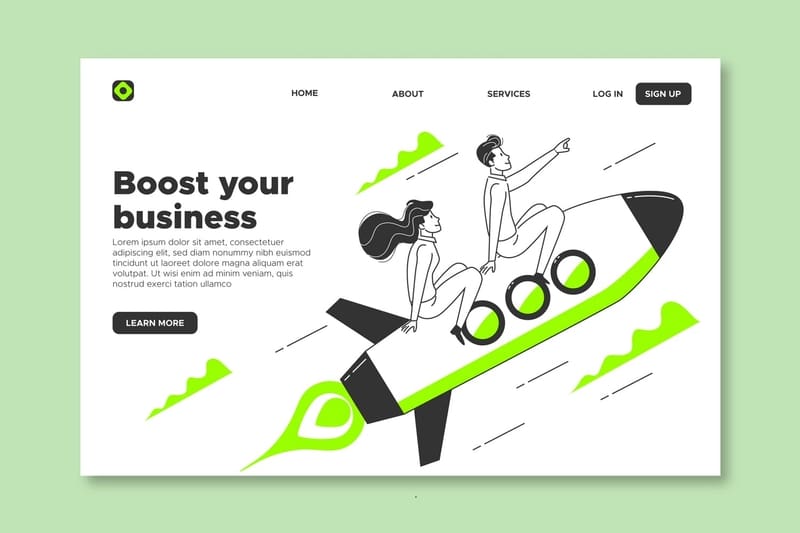 HOME
ABOUT
SERVICES
LOG IN
SIGN UP
Boost your
business
Lorem ipsum dolor sit amet, consectetuer
adipiscing elit, sed diam nonummy nibh euismod
tincidunt ut laoreet dolore magna aliquam erat
volutpat. Ut wisi enim ad minim veniam, quis
nostrud exerci tation ullamco
LEARN MORE